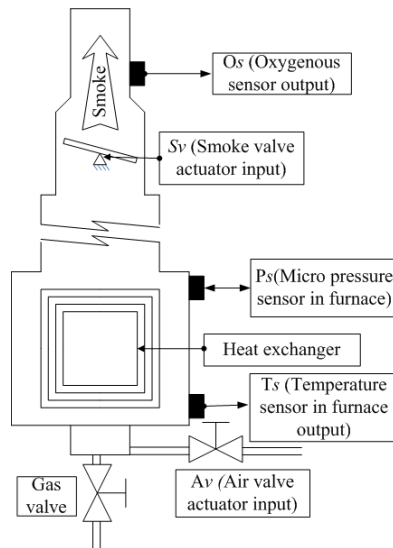 Smoke
Os (Oxygenous
sensor output)
Sv (Smoke valve
actuator input)
Ps(Micro pressure
sensor in furnace)
Heat exchanger
Ts (Temperature
sensor in furnace
output)
Av (Air valve
actuator input)
Gas
valve